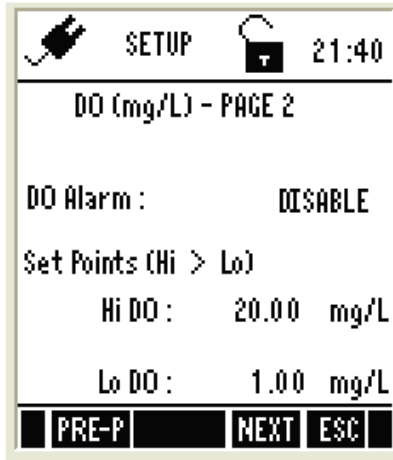 SETUP 21:40
DO (mg/L) - PAGE 2
DO Alarm : DISABLE
Set Points (Hi > Lo)
Hi DO : 20.00 mg/L
Lo DO : 1.00 mg/L
PRE-P NEXT ESC